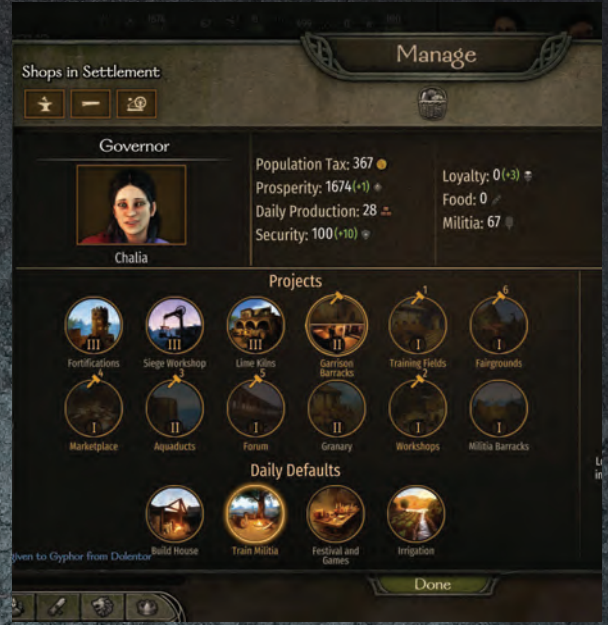 Manage
Shops in Settlement
Governor
Chalia
Population Tax: 367
Prosperity: 1674(+1)
Daily Production: 28
Security: 100(+10)
Loyalty: 0(+3)
Food: 0
Militia: 67
Projects
1
6
III
III
III
II
I
I
Fortifications
Siege Workshop
Lime Kilns
Garrison
Barracks
Training Fields
Fairgrounds
4
3
5
2
I
II
I
II
I
I
Marketplace
Aquaducts
Forum
Granary
Workshops
Militia Barracks
Daily Defaults
Build House
Train Militia
Festival and
Games
Irrigation
given to Gyphor from Dolentor
Done